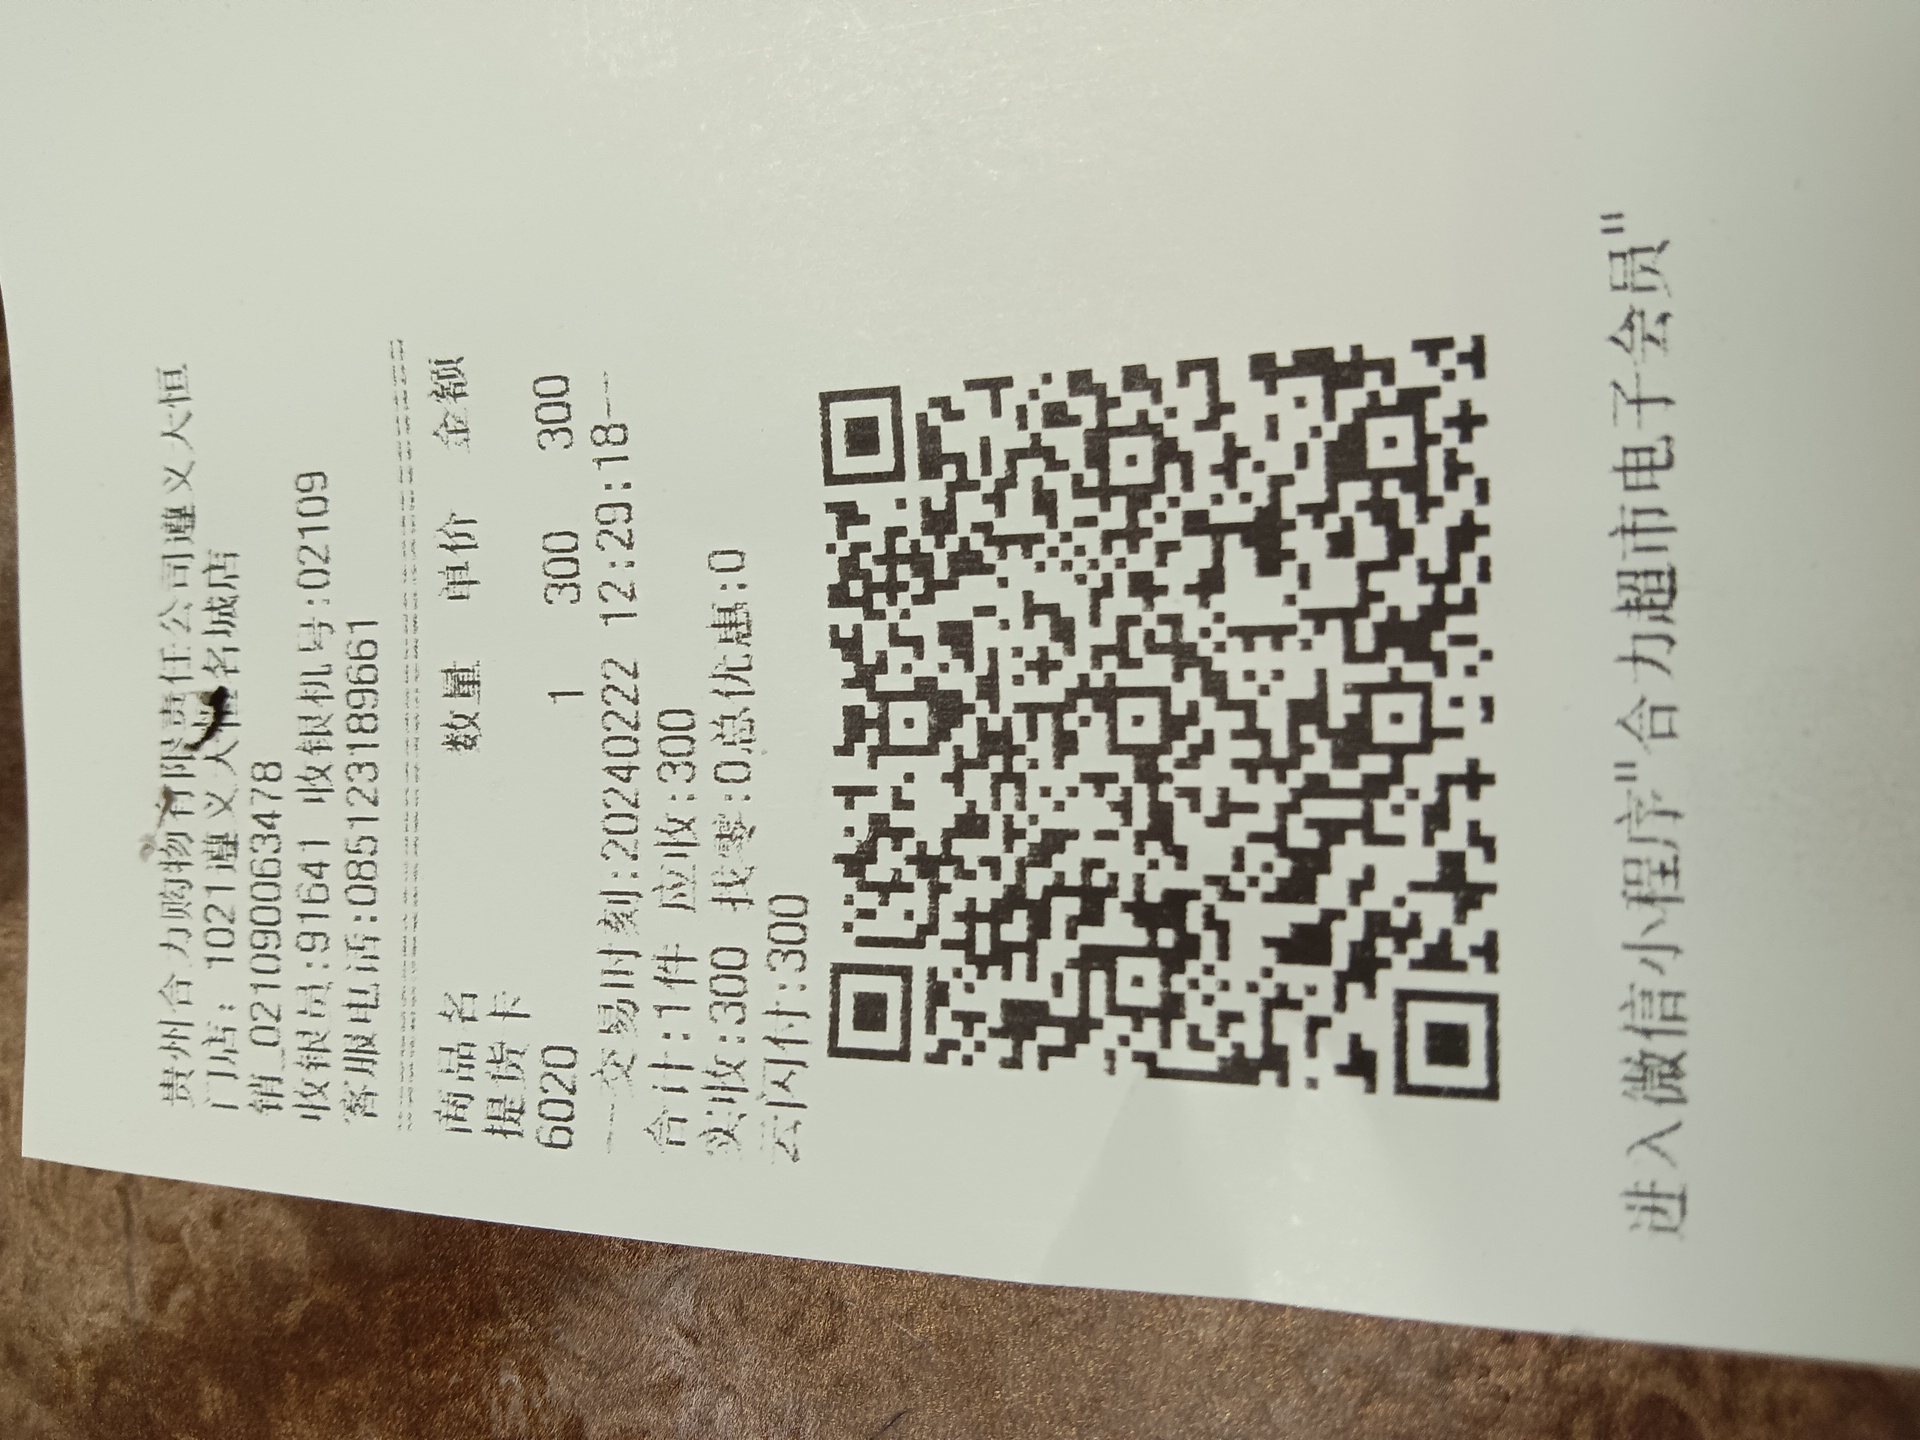 贵州合力购物有限责任公司遵义大恒
门店: 1021遵义大恒名城店
销_021090063478
收银员:91641 收银机号:02109
客服电话:085123189661
商品名 数量 单价 金额
提货卡
6020 1 300 300
---交易时刻:20240222 12:29:18---
合计:1件 应收:300
实收:300 找零:0总优惠:0
云闪付:300
进入微信小程序"合力超市电子会员"